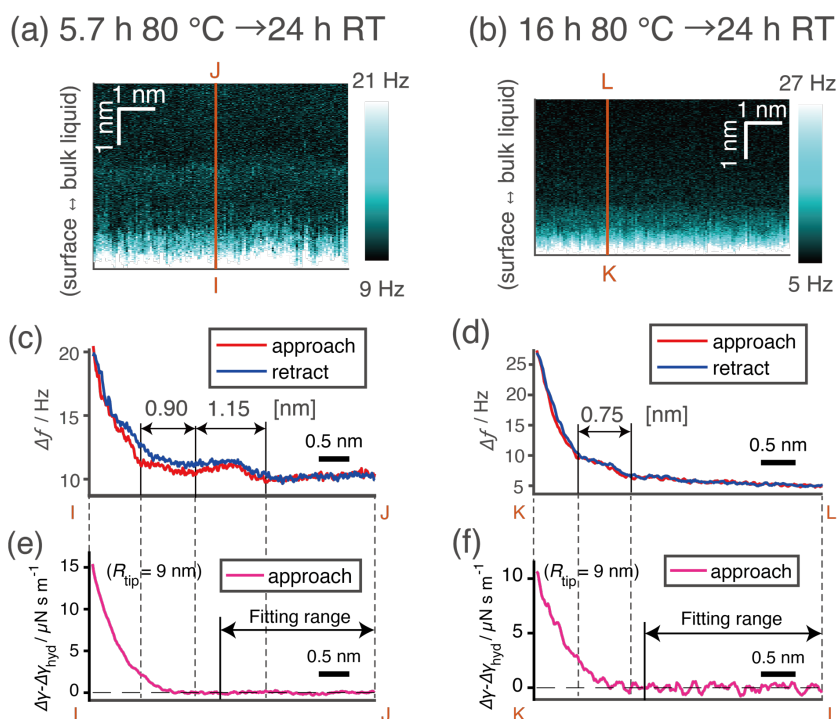 (a) 5.7 h 80 °C →24 h RT
(b) 16 h 80 °C →24 h RT
J
21 Hz
1 nm
1 nm
(surface ↔ bulk liquid)
9 Hz
I
L
27 Hz
1 nm
1 nm
(surface ↔ bulk liquid)
5 Hz
K
(c)
20
15
10
Δf / Hz
approach
retract
0.90
1.15
[nm]
0.5 nm
I
J
(d)
25
20
15
10
5
Δf / Hz
approach
retract
0.75
[nm]
0.5 nm
K
L
(e)
15
10
5
0
Δγ-Δγhyd / μN s m⁻¹
(Rtip = 9 nm)
approach
Fitting range
0.5 nm
I
J
(f)
10
5
0
Δγ-Δγhyd / μN s m⁻¹
(Rtip = 9 nm)
approach
Fitting range
0.5 nm
K